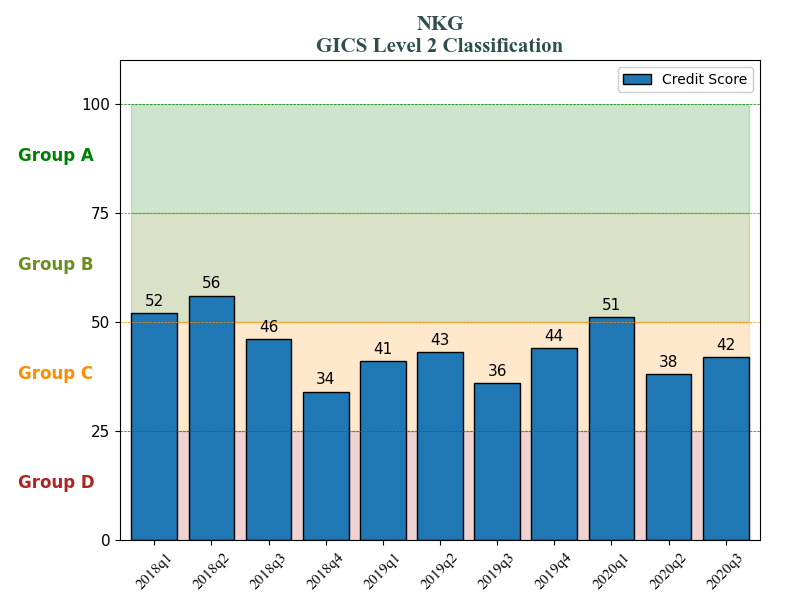 NKG
GICS Level 2 Classification
Credit Score
100
Group A
75
Group B
50
Group C
25
Group D
0
52
56
46
34
41
43
36
44
51
38
42
2018q1
2018q2
2018q3
2018q4
2019q1
2019q2
2019q3
2019q4
2020q1
2020q2
2020q3